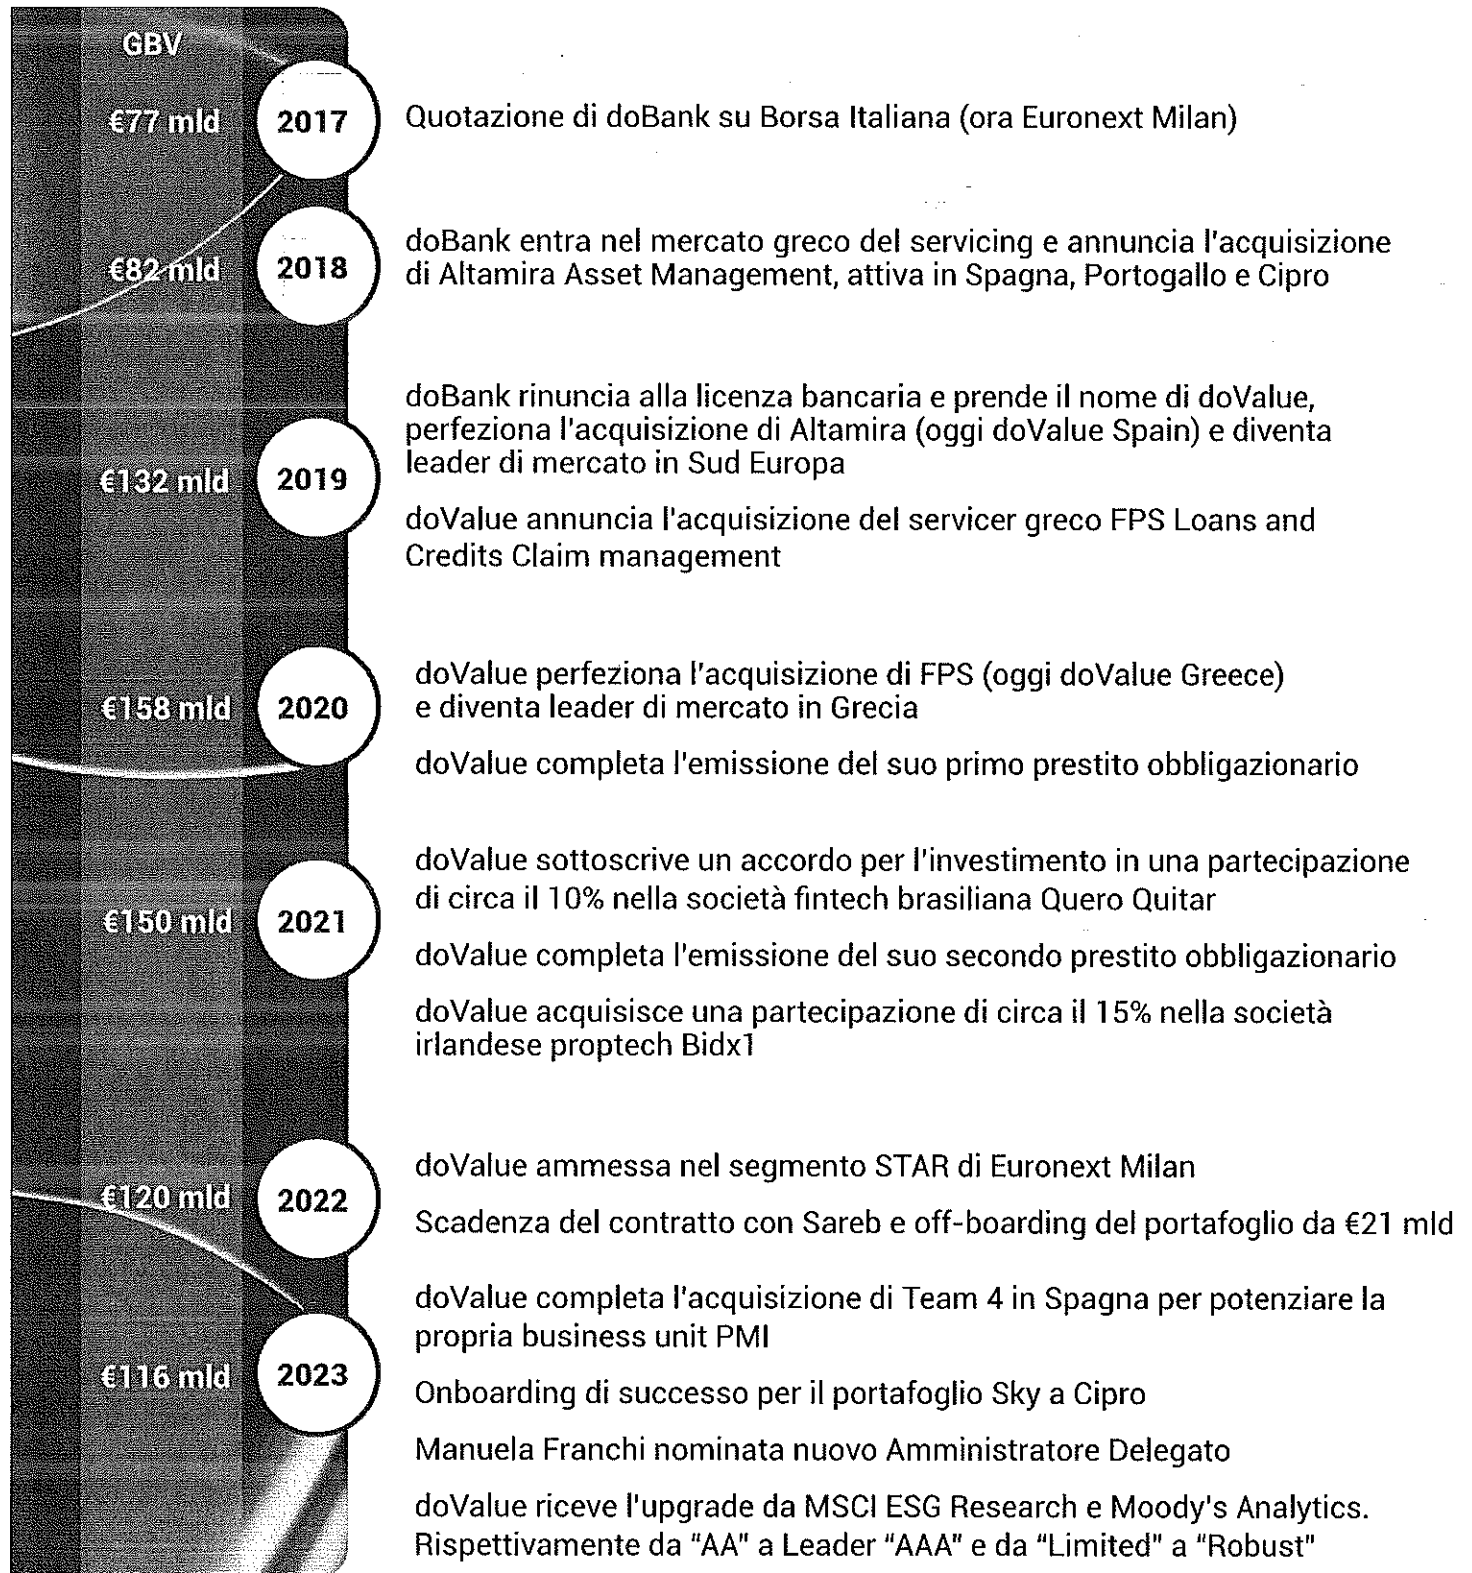 GBV
€77 mld
2017
Quotazione di doBank su Borsa Italiana (ora Euronext Milan)
€82 mld
2018
doBank entra nel mercato greco del servicing e annuncia l'acquisizione
di Altamira Asset Management, attiva in Spagna, Portogallo e Cipro
€132 mld
2019
doBank rinuncia alla licenza bancaria e prende il nome di doValue,
perfeziona l'acquisizione di Altamira (oggi doValue Spain) e diventa
leader di mercato in Sud Europa
doValue annuncia l'acquisizione del servicer greco FPS Loans and
Credits Claim management
€158 mld
2020
doValue perfeziona l'acquisizione di FPS (oggi doValue Greece)
e diventa leader di mercato in Grecia
doValue completa l'emissione del suo primo prestito obbligazionario
€150 mld
2021
doValue sottoscrive un accordo per l'investimento in una partecipazione
di circa il 10% nella società fintech brasiliana Quero Quitar
doValue completa l'emissione del suo secondo prestito obbligazionario
doValue acquisisce una partecipazione di circa il 15% nella società
irlandese proptech Bidx1
€120 mld
2022
doValue ammessa nel segmento STAR di Euronext Milan
Scadenza del contratto con Sareb e off-boarding del portafoglio da €21 mld
€116 mld
2023
doValue completa l'acquisizione di Team 4 in Spagna per potenziare la
propria business unit PMI
Onboarding di successo per il portafoglio Sky a Cipro
Manuela Franchi nominata nuovo Amministratore Delegato
doValue riceve l'upgrade da MSCI ESG Research e Moody's Analytics.
Rispettivamente da "AA" a Leader "AAA" e da "Limited" a "Robust"